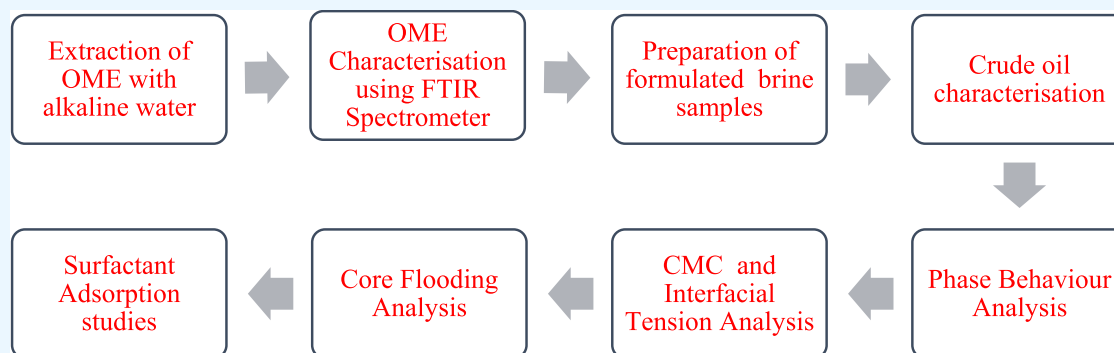 Extraction of
OME with
alkaline water
OME
Characterisation
using FTIR
Spectrometer
Preparation of
formulated brine
samples
Crude oil
characterisation
Phase Behaviour
Analysis
CMC and
Interfacial
Tension Analysis
Core Flooding
Analysis
Surfactant
Adsorption
studies